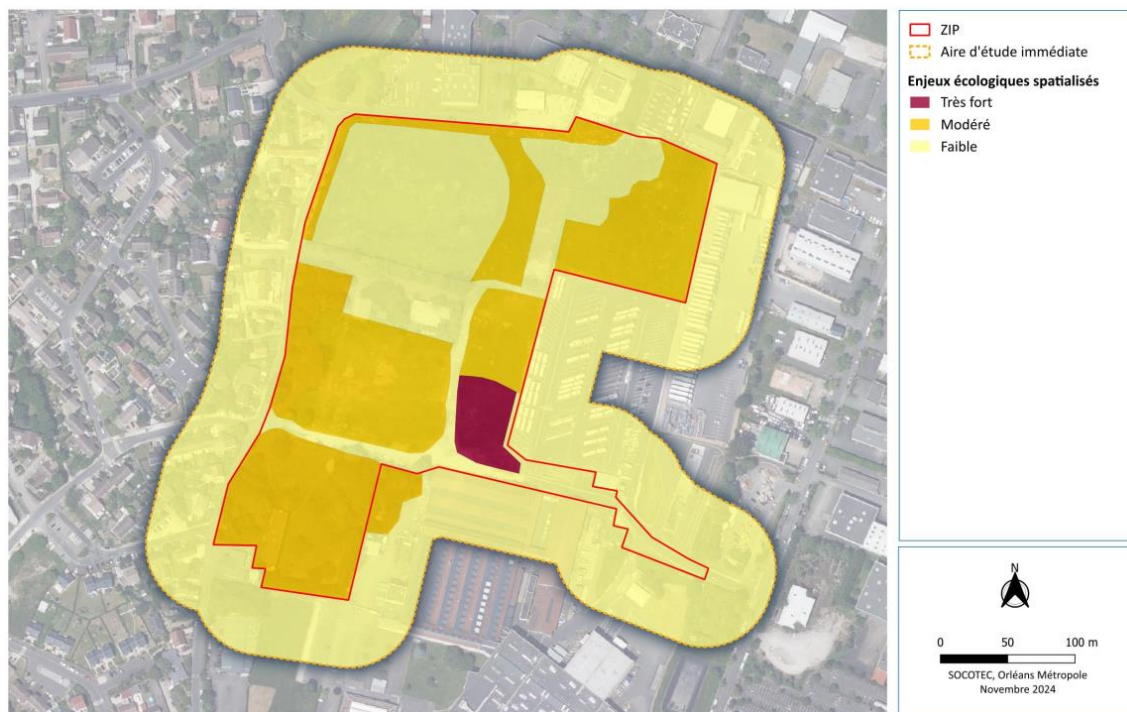 ZIP
Aire d'étude immédiate
Enjeux écologiques spatialisés
Très fort
Modéré
Faible
N
0 50 100 m
SOCOTEC, Orléans Métropole
Novembre 2024